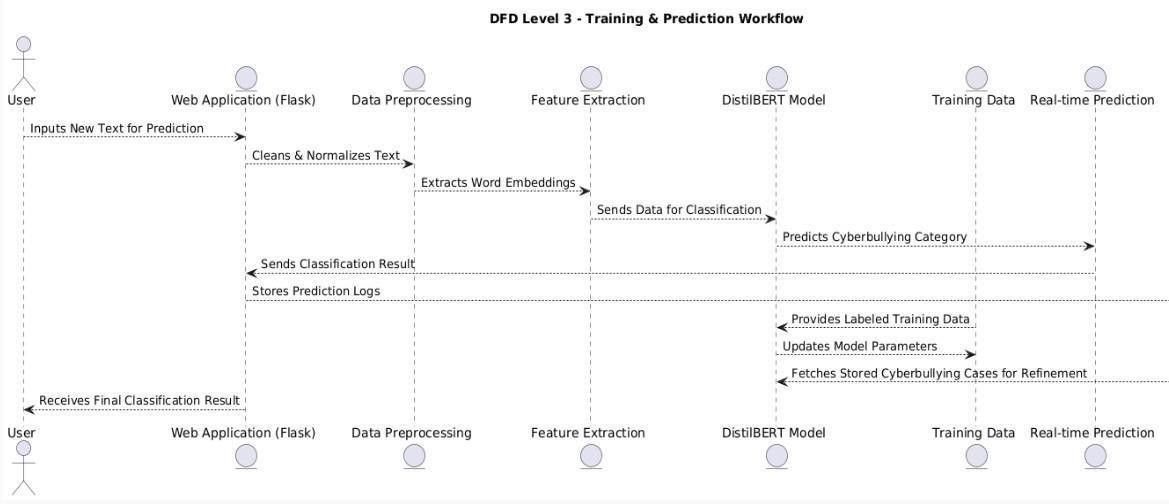 DFD Level 3 - Training & Prediction Workflow
User
Web Application (Flask)
Data Preprocessing
Feature Extraction
DistilBERT Model
Training Data
Real-time Prediction
Inputs New Text for Prediction
Cleans & Normalizes Text
Extracts Word Embeddings
Sends Data for Classification
Predicts Cyberbullying Category
Sends Classification Result
Stores Prediction Logs
Provides Labeled Training Data
Updates Model Parameters
Fetches Stored Cyberbullying Cases for Refinement
Receives Final Classification Result
User
Web Application (Flask)
Data Preprocessing
Feature Extraction
DistilBERT Model
Training Data
Real-time Prediction